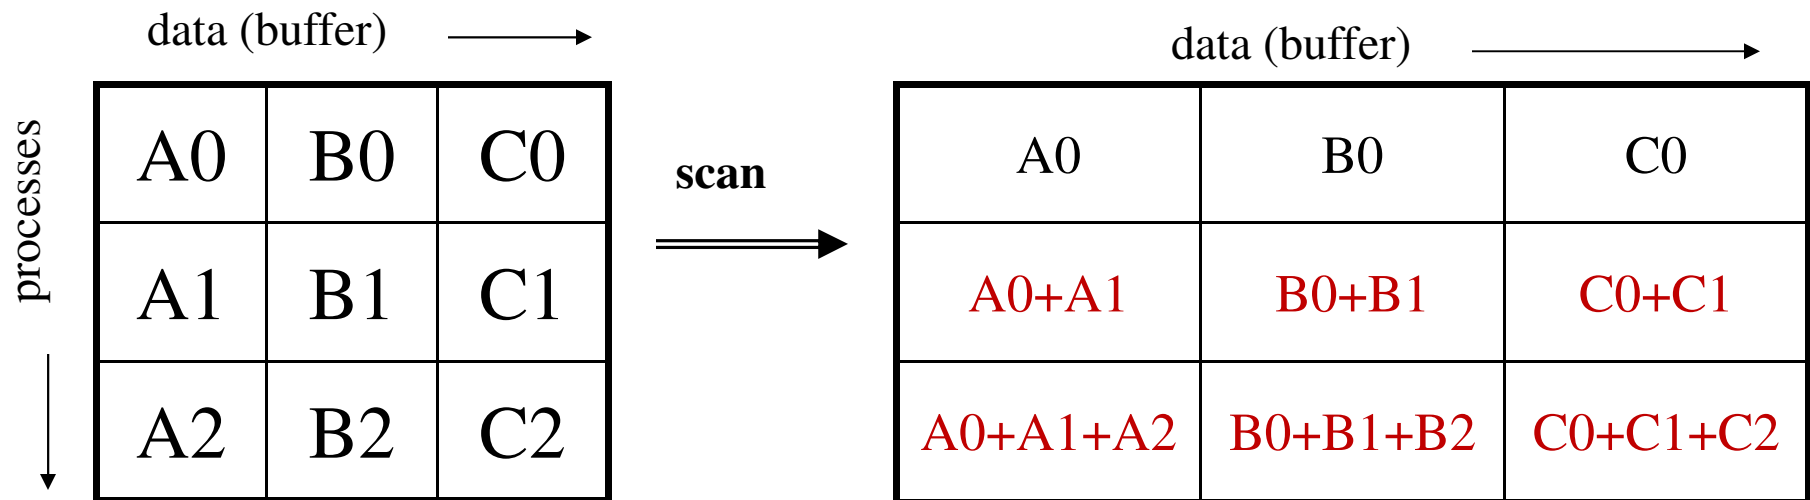 data (buffer)
data (buffer)
processes
A0 B0 C0
A1 B1 C1
A2 B2 C2
scan
A0 B0 C0
A0+A1 B0+B1 C0+C1
A0+A1+A2 B0+B1+B2 C0+C1+C2